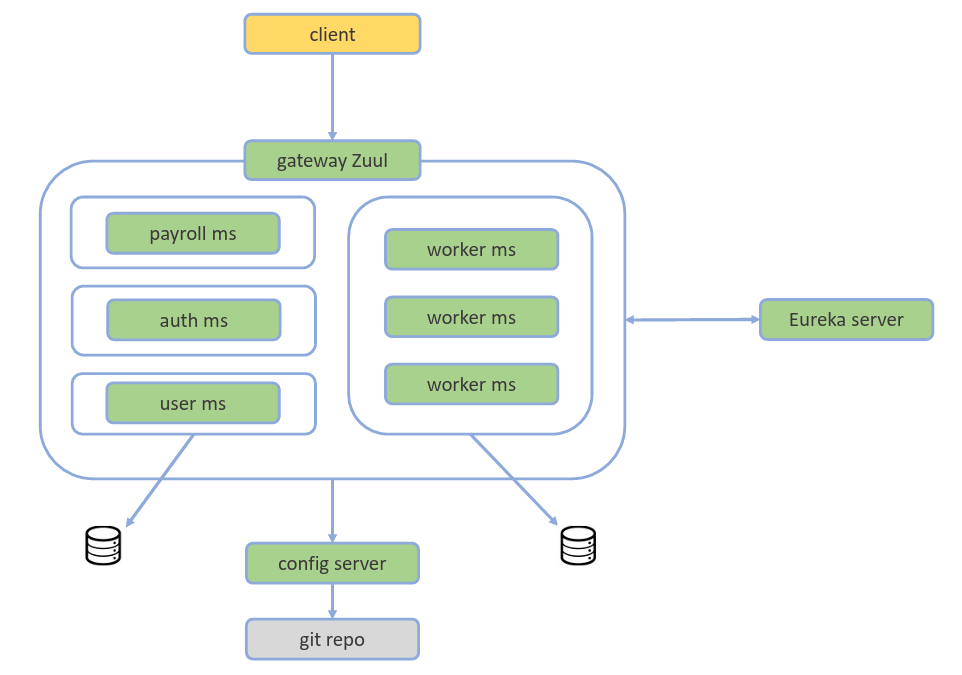 client
gateway Zuul
payroll ms
auth ms
user ms
worker ms
worker ms
worker ms
Eureka server
config server
git repo